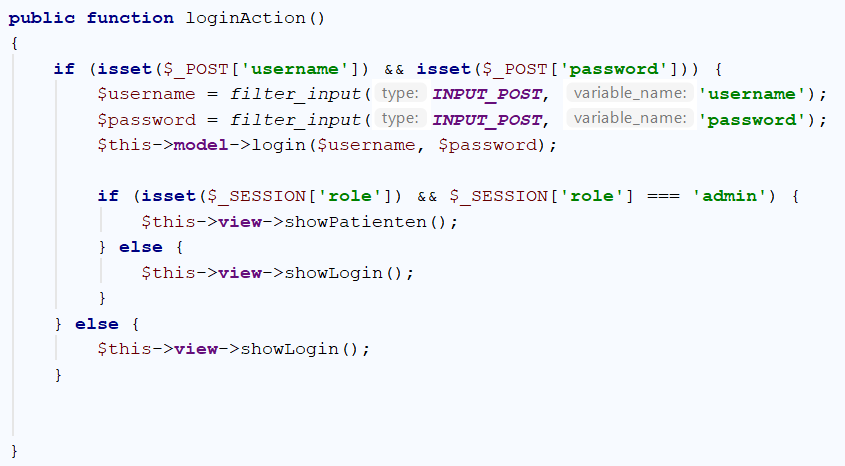 public function loginAction()
{
    if (isset($_POST['username']) && isset($_POST['password'])) {
        $username = filter_input( type: INPUT_POST, variable_name: 'username');
        $password = filter_input( type: INPUT_POST, variable_name: 'password');
        $this->model->login($username, $password);

        if (isset($_SESSION['role']) && $_SESSION['role'] === 'admin') {
            $this->view->showPatienten();
        } else {
            $this->view->showLogin();
        }
    } else {
        $this->view->showLogin();
    }


}